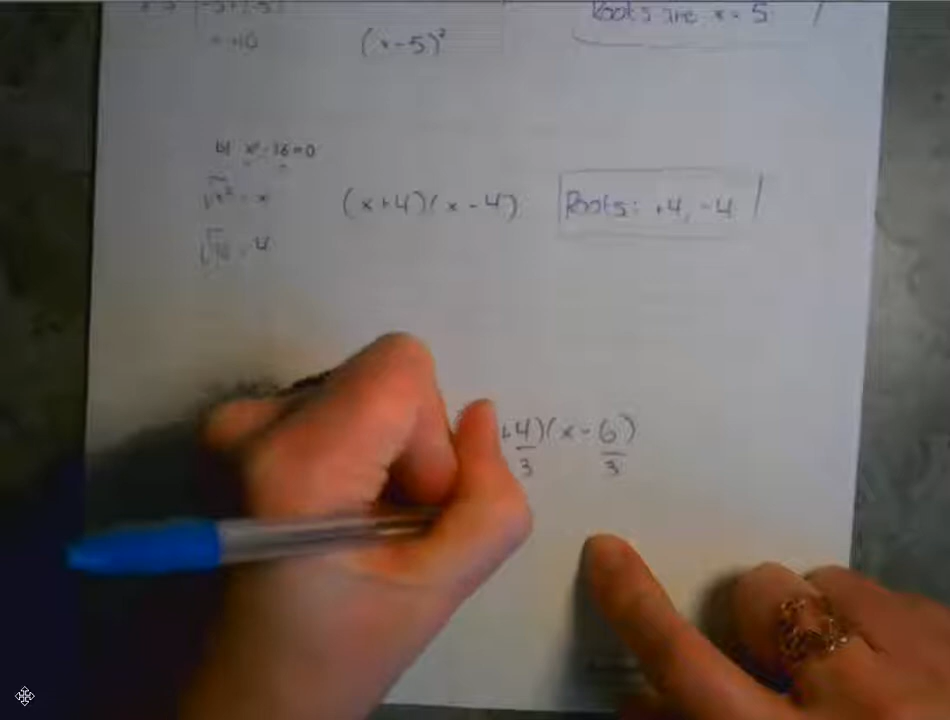 Roots are x = 5
= -10
(x-5)²
b) x²-16=0
√x² = x
(x+4)(x-4)
Roots: +4, -4
√16 = 4
+4)(x-6)
3 3